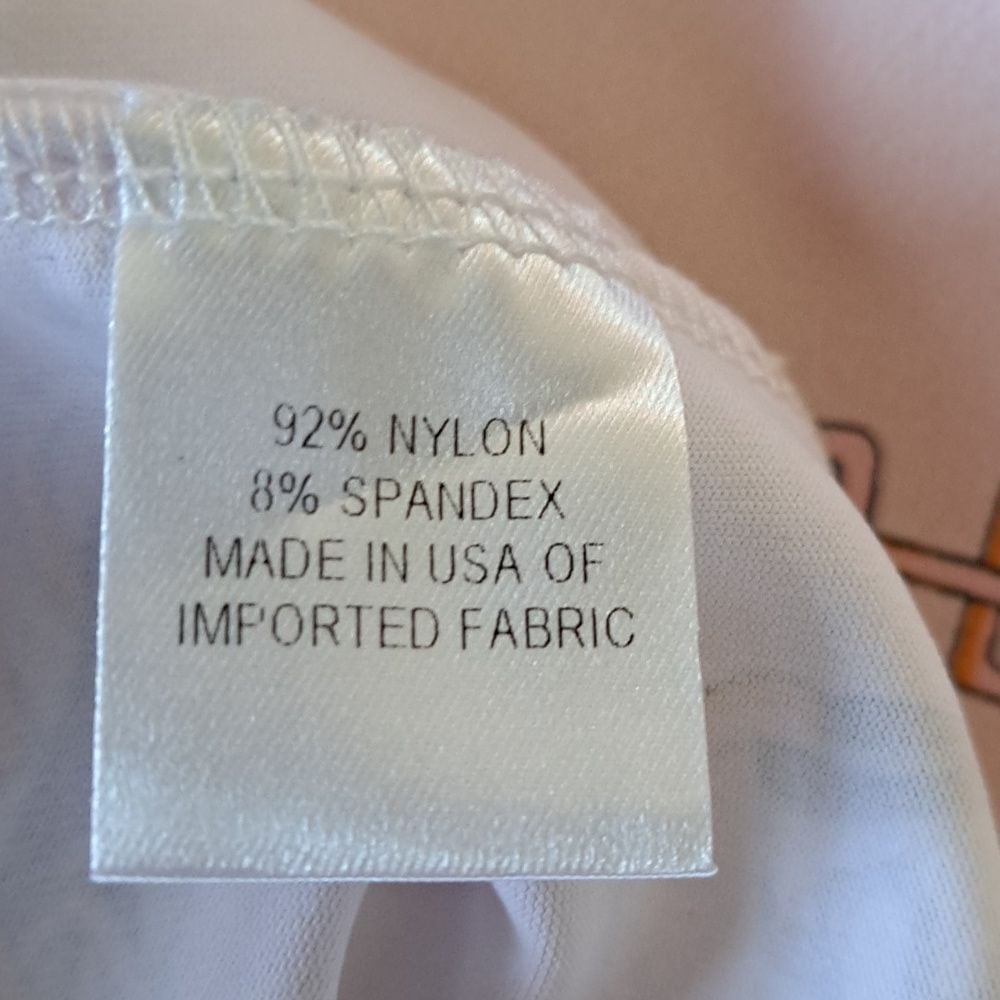 92% NYLON
8% SPANDEX
MADE IN USA OF
IMPORTED FABRIC